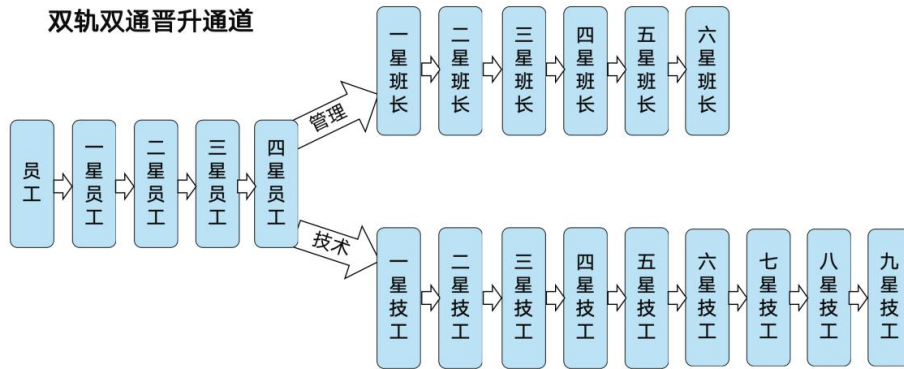 双轨双通晋升通道
员工
一星员工
二星员工
三星员工
四星员工
管理
一星班长
二星班长
三星班长
四星班长
五星班长
六星班长
技术
一星技工
二星技工
三星技工
四星技工
五星技工
六星技工
七星技工
八星技工
九星技工